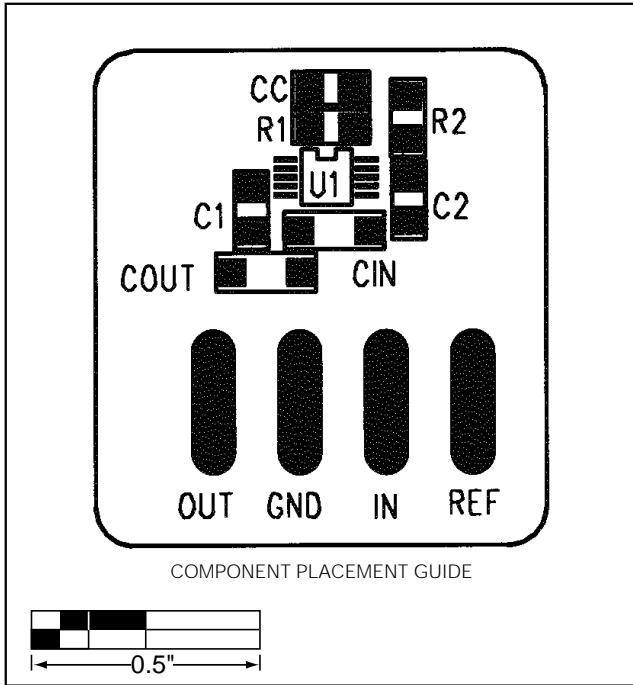 CC
R1
R2
U1
C1
C2
COUT
CIN
OUT GND IN REF
COMPONENT PLACEMENT GUIDE
0.5"